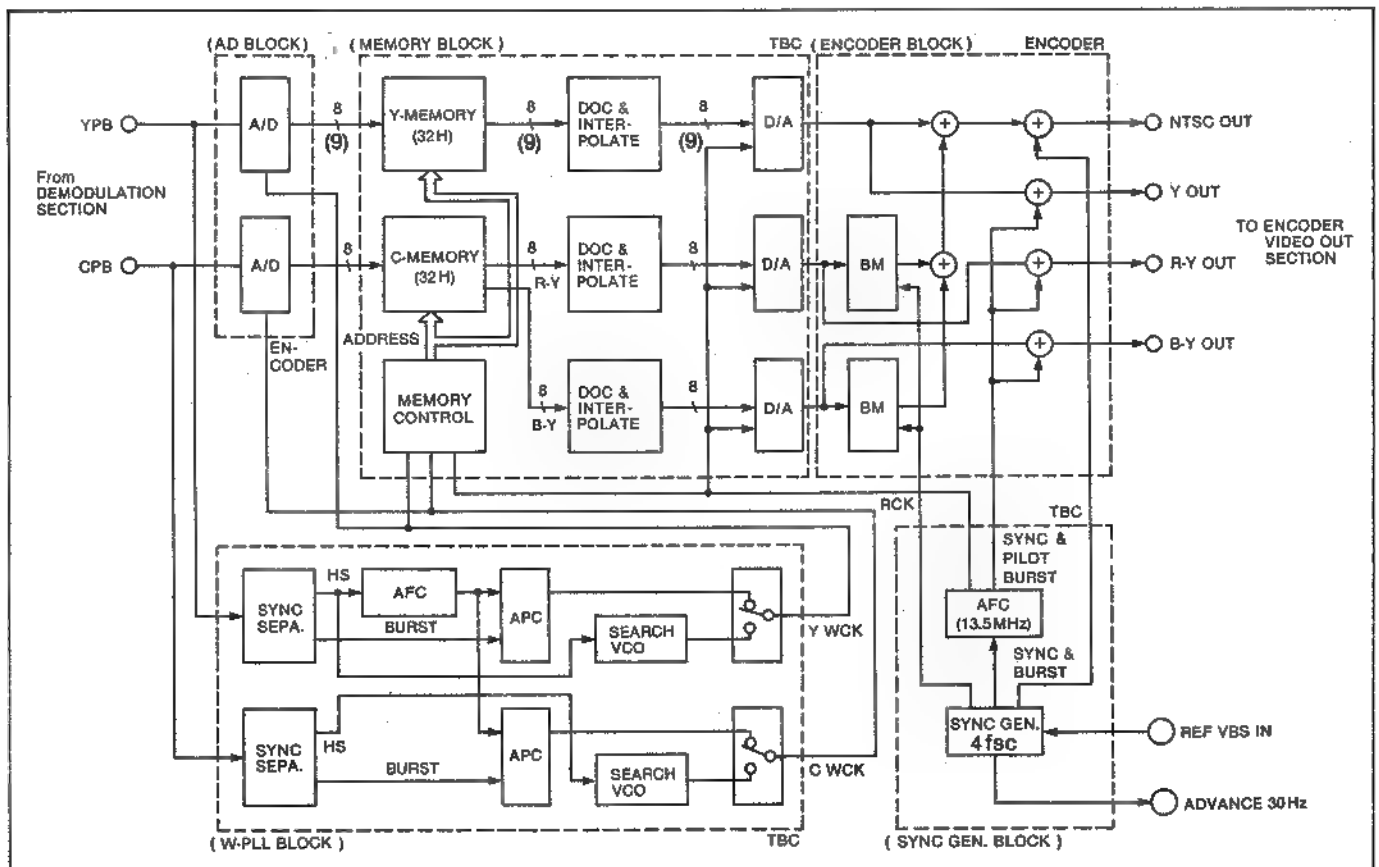 (AD BLOCK)
(MEMORY BLOCK)
TBC
(ENCODER BLOCK)
ENCODER
YPB
A/D
8
(9)
Y-MEMORY
(32H)
8
(9)
DOC &
INTER-
POLATE
8
(9)
D/A
NTSC OUT
From
DEMODULATION
SECTION
Y OUT
CPB
A/D
8
C-MEMORY
(32H)
8
R-Y
DOC &
INTER-
POLATE
8
D/A
BM
TO ENCODER
VIDEO OUT
SECTION
R-Y OUT
ADDRESS
EN-
CODER
B-Y OUT
MEMORY
CONTROL
8
B-Y
DOC &
INTER-
POLATE
8
D/A
BM
RCK
TBC
SYNC
SEPA.
HS
AFC
BURST
APC
SEARCH
VCO
Y WCK
SYNC &
PILOT
BURST
AFC
(13.5MHz)
SYNC &
BURST
SYNC
SEPA.
HS
BURST
APC
SEARCH
VCO
C WCK
SYNC GEN.
4fsc
REF VBS IN
ADVANCE 30Hz
(W-PLL BLOCK)
TBC
(SYNC GEN. BLOCK)